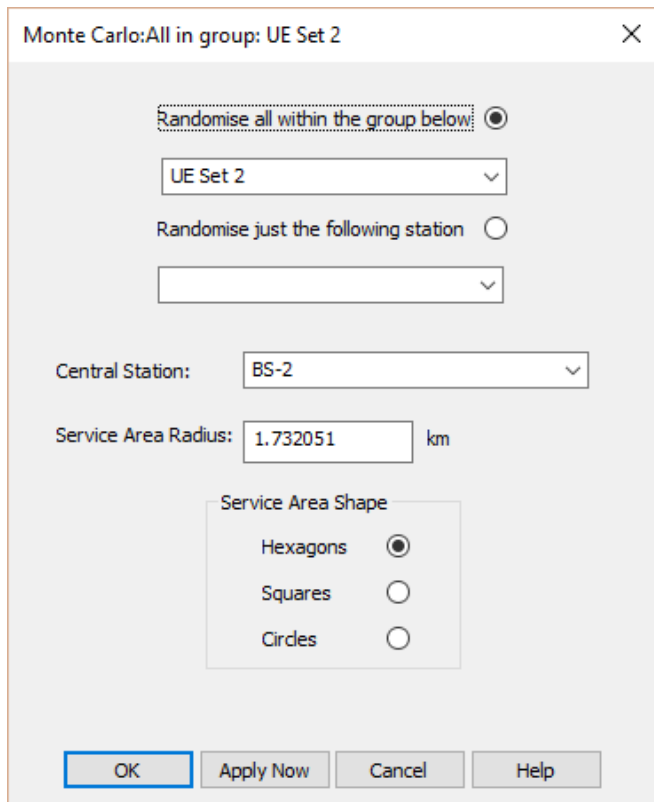 Monte Carlo:All in group: UE Set 2
Randomise all within the group below
UE Set 2
Randomise just the following station
Central Station: BS-2
Service Area Radius: 1.732051 km
Service Area Shape
Hexagons
Squares
Circles
OK Apply Now Cancel Help